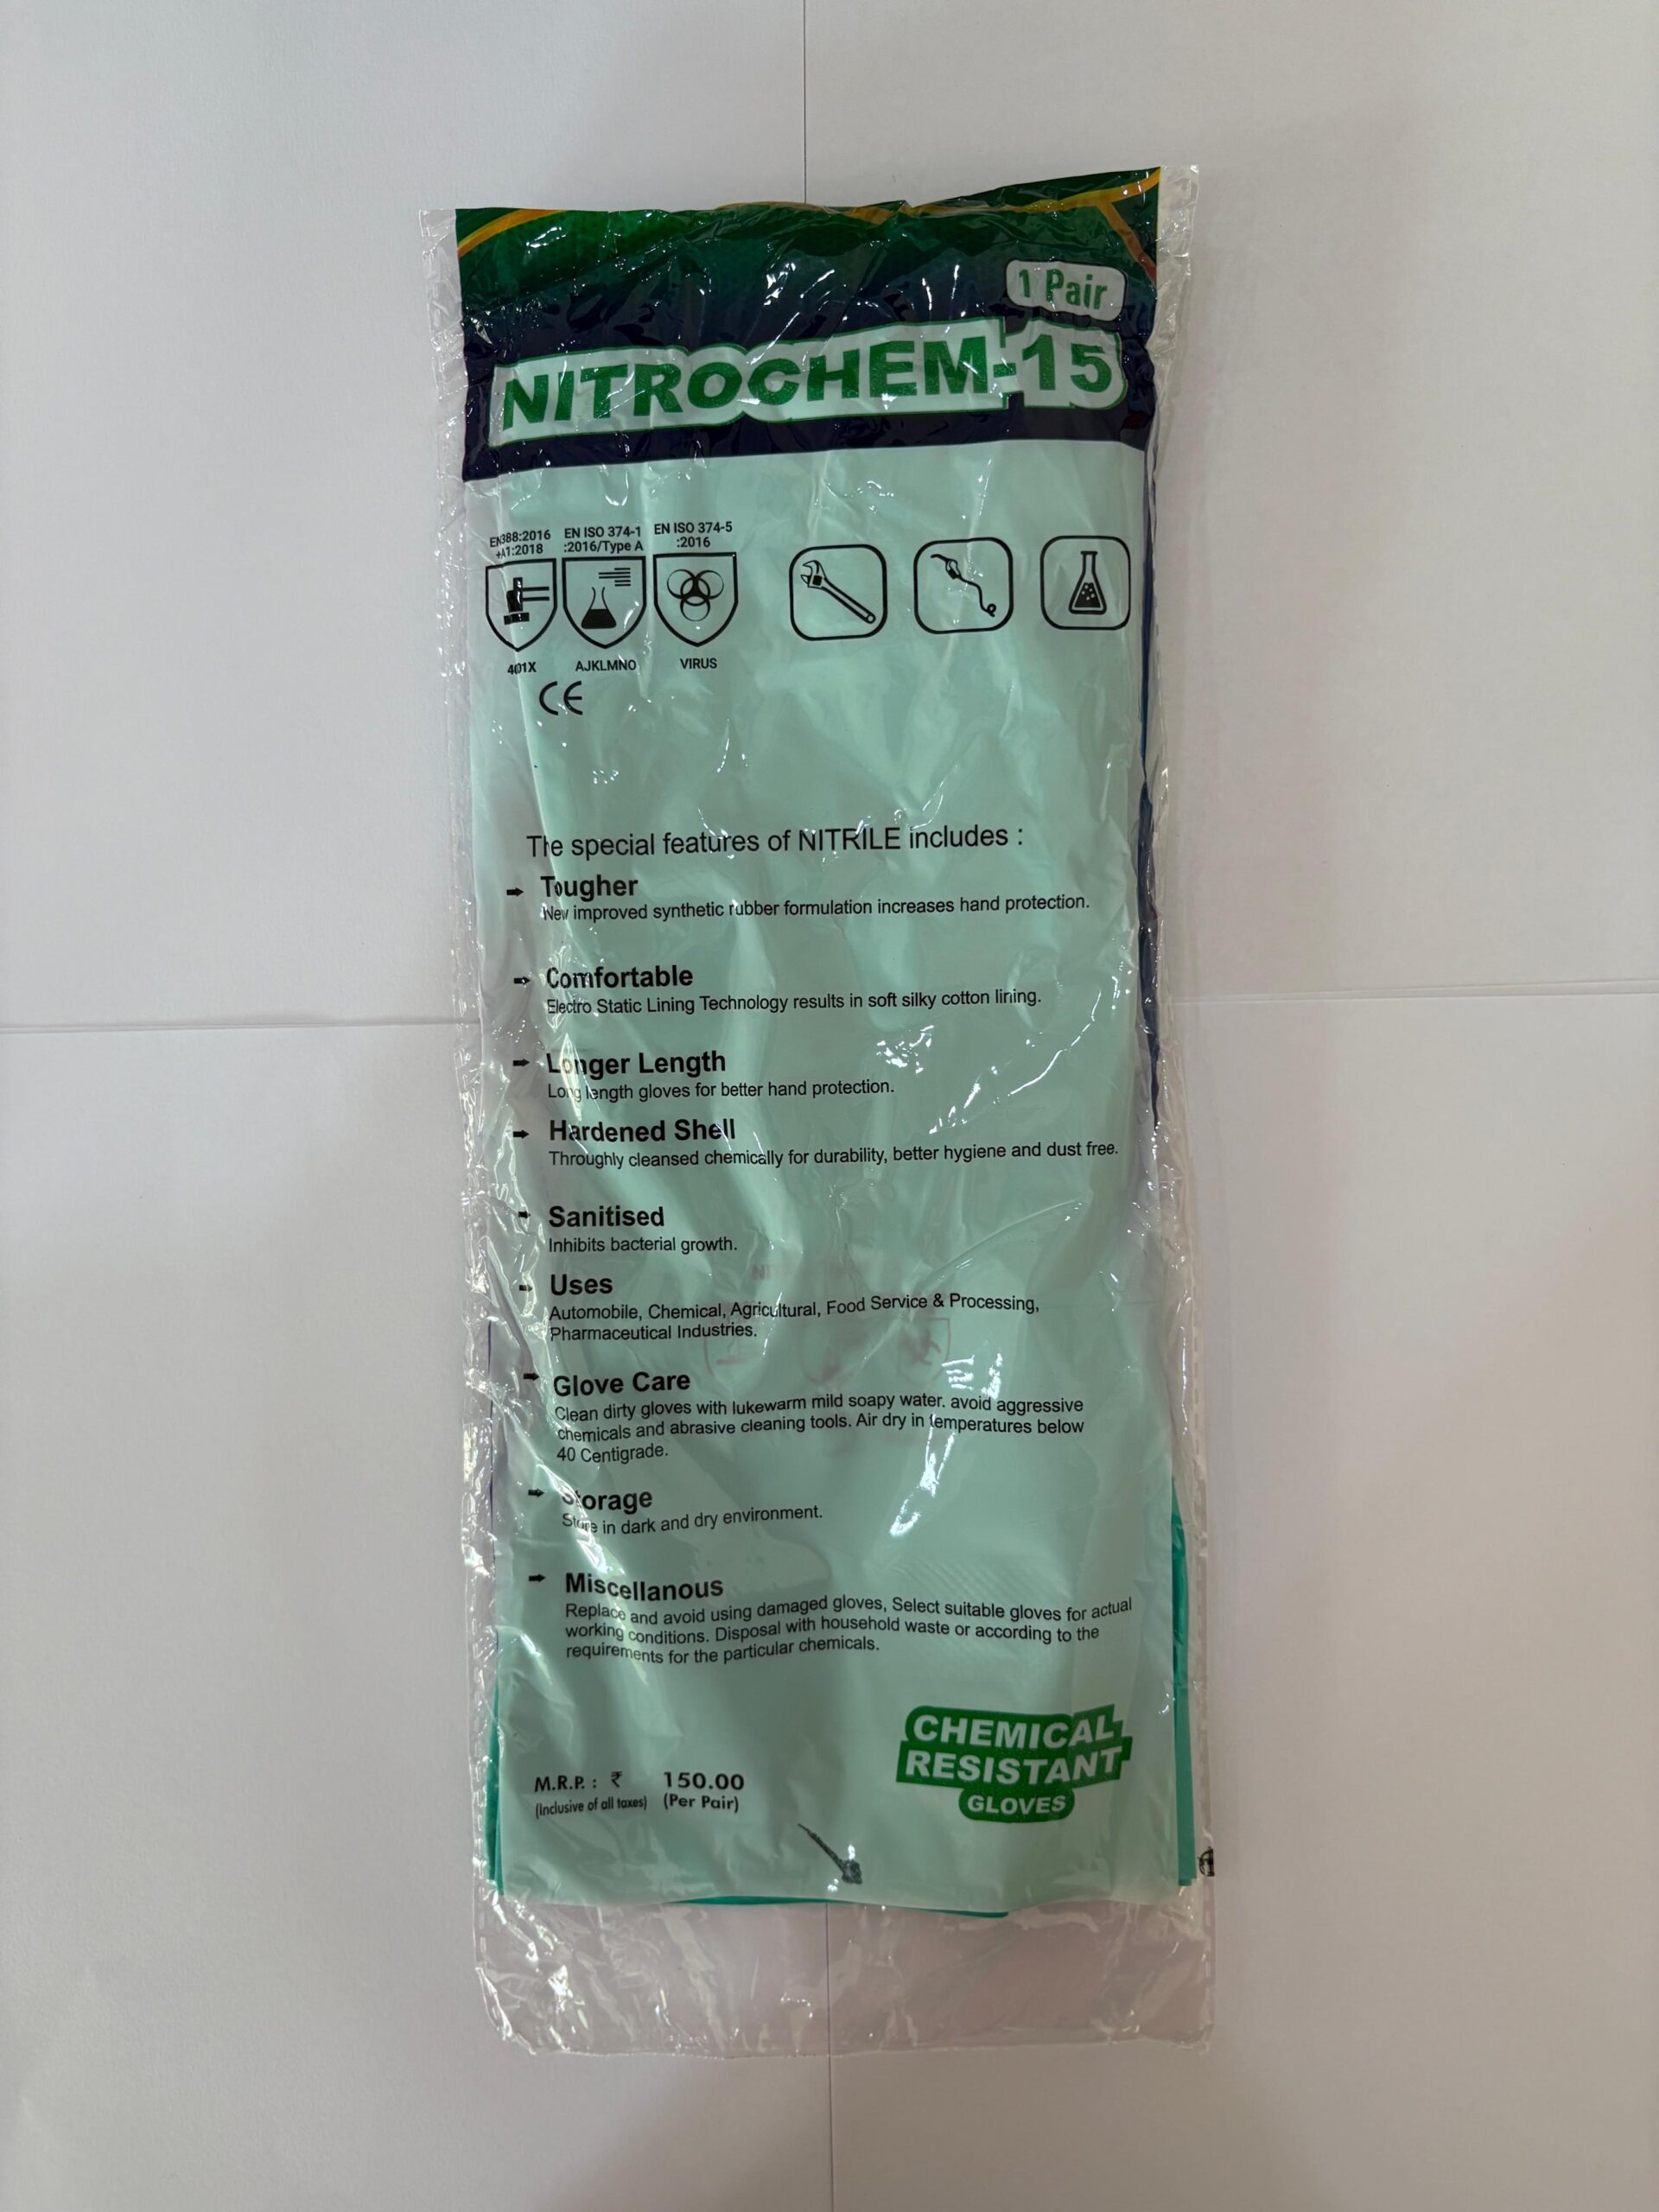 1 Pair
NITROCHEM-15
EN388:2016
+A1:2018
EN ISO 374-1
:2016/Type A
EN ISO 374-5
:2016
401X
AJKLMNO
VIRUS
CE
The special features of NITRILE includes :
Tougher
New improved synthetic rubber formulation increases hand protection.
Comfortable
Electro Static Lining Technology results in soft silky cotton lining.
Longer Length
Long length gloves for better hand protection.
Hardened Shell
Throughly cleansed chemically for durability, better hygiene and dust free.
Sanitised
Inhibits bacterial growth.
Uses
Automobile, Chemical, Agricultural, Food Service & Processing,
Pharmaceutical Industries.
Glove Care
Clean dirty gloves with lukewarm mild soapy water. avoid aggressive
chemicals and abrasive cleaning tools. Air dry in temperatures below
40 Centigrade.
Storage
Store in dark and dry environment.
Miscellanous
Replace and avoid using damaged gloves, Select suitable gloves for actual
working conditions. Disposal with household waste or according to the
requirements for the particular chemicals.
CHEMICAL
RESISTANT
GLOVES
M.R.P. : ₹ 150.00
(Inclusive of all taxes) (Per Pair)